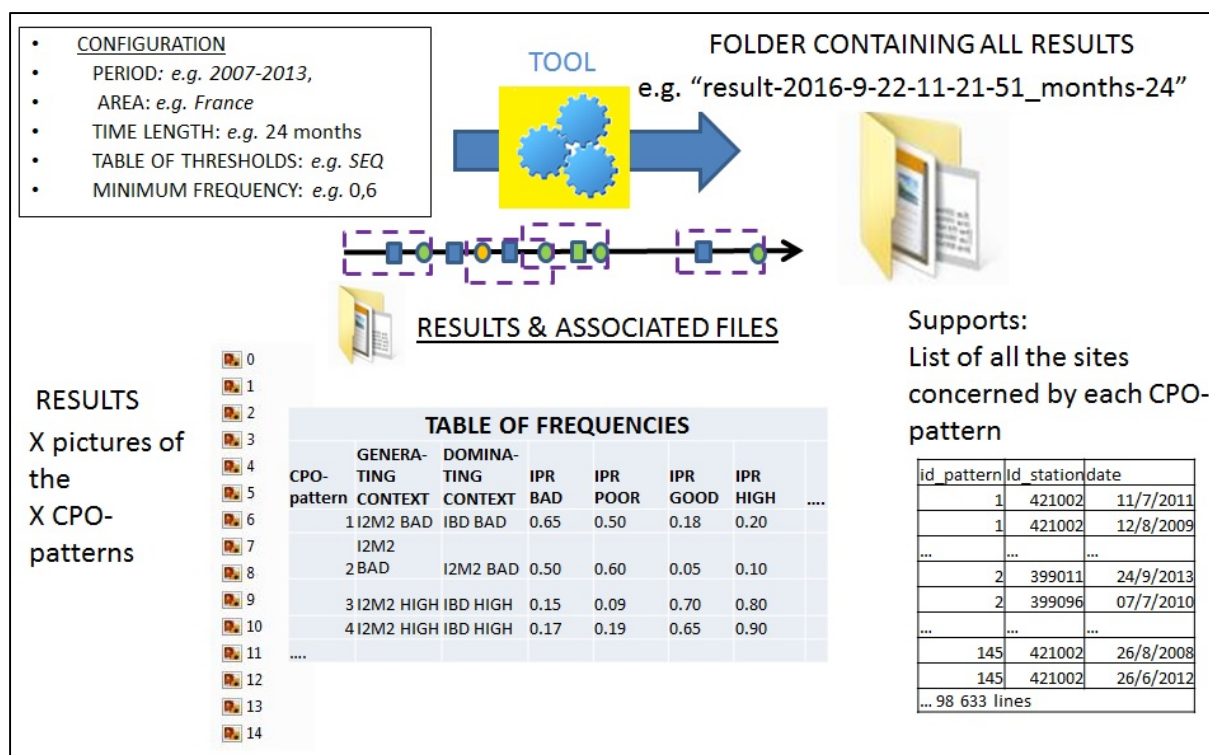 • CONFIGURATION
• PERIOD: e.g. 2007-2013,
• AREA: e.g. France
• TIME LENGTH: e.g. 24 months
• TABLE OF THRESHOLDS: e.g. SEQ
• MINIMUM FREQUENCY: e.g. 0,6
TOOL
FOLDER CONTAINING ALL RESULTS
e.g. “result-2016-9-22-11-21-51_months-24”
RESULTS & ASSOCIATED FILES
RESULTS
X pictures of
the
X CPO-
patterns
0
1
2
3
4
5
6
7
8
9
10
11
12
13
14
TABLE OF FREQUENCIES
CPO-pattern GENERA-TING CONTEXT DOMINA-TING CONTEXT IPR BAD IPR POOR IPR GOOD IPR HIGH ....
1 I2M2 BAD IBD BAD 0.65 0.50 0.18 0.20
2 I2M2 BAD I2M2 BAD 0.50 0.60 0.05 0.10
3 I2M2 HIGH IBD HIGH 0.15 0.09 0.70 0.80
4 I2M2 HIGH IBD HIGH 0.17 0.19 0.65 0.90
....
Supports:
List of all the sites
concerned by each CPO-
pattern
id_pattern Id_station date
1 421002 11/7/2011
1 421002 12/8/2009
... ... ...
2 399011 24/9/2013
2 399096 07/7/2010
... ... ...
145 421002 26/8/2008
145 421002 26/6/2012
... 98 633 lines